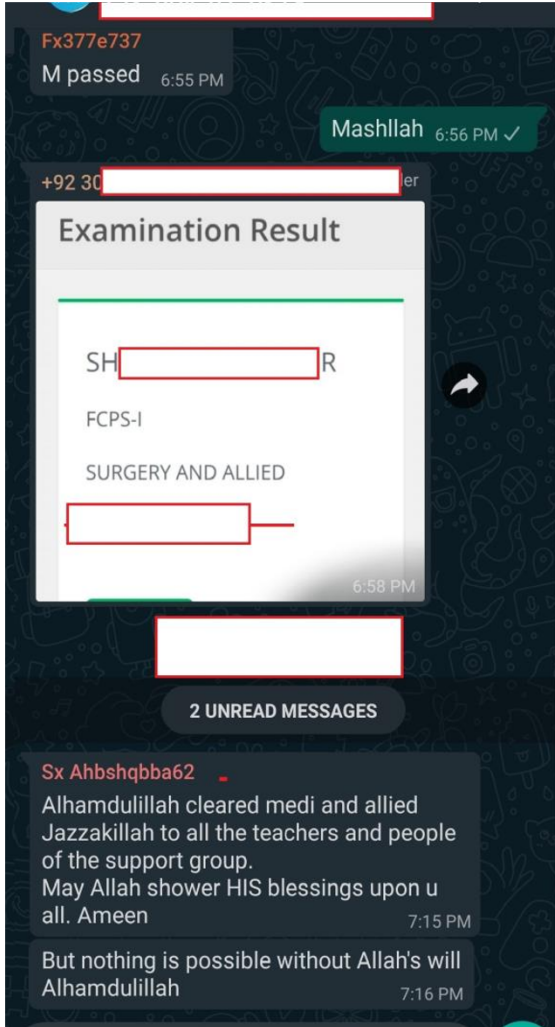 Fx377e737
M passed 6:55 PM
Mashllah 6:56 PM
+92 30
er
Examination Result
SH R
FCPS-I
SURGERY AND ALLIED
6:58 PM
2 UNREAD MESSAGES
Sx Ahbshqbba62
Alhamdulillah cleared medi and allied
Jazzakillah to all the teachers and people
of the support group.
May Allah shower HIS blessings upon u
all. Ameen 7:15 PM
But nothing is possible without Allah's will
Alhamdulillah 7:16 PM